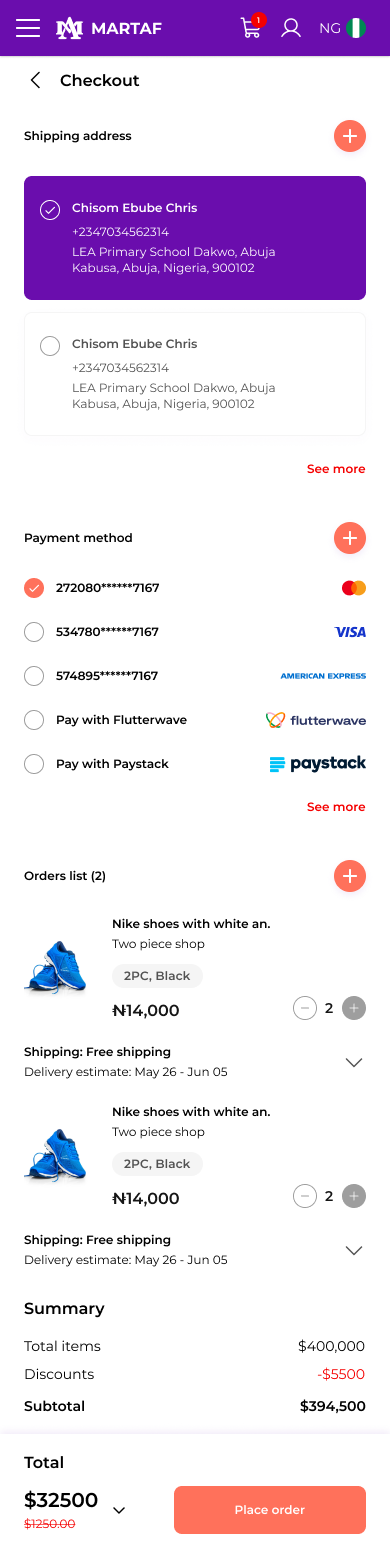 MARTAF
1
NG
Checkout
Shipping address
Chisom Ebube Chris
+2347034562314
LEA Primary School Dakwo, Abuja
Kabusa, Abuja, Nigeria, 900102
Chisom Ebube Chris
+2347034562314
LEA Primary School Dakwo, Abuja
Kabusa, Abuja, Nigeria, 900102
See more
Payment method
272080******7167
534780******7167 VISA
574895******7167 AMERICAN EXPRESS
Pay with Flutterwave flutterwave
Pay with Paystack paystack
See more
Orders list (2)
Nike shoes with white an.
Two piece shop
2PC, Black
₦14,000 2
Shipping: Free shipping
Delivery estimate: May 26 - Jun 05
Nike shoes with white an.
Two piece shop
2PC, Black
₦14,000 2
Shipping: Free shipping
Delivery estimate: May 26 - Jun 05
Summary
Total items $400,000
Discounts -$5500
Subtotal $394,500
Total
$32500
$1250.00
Place order